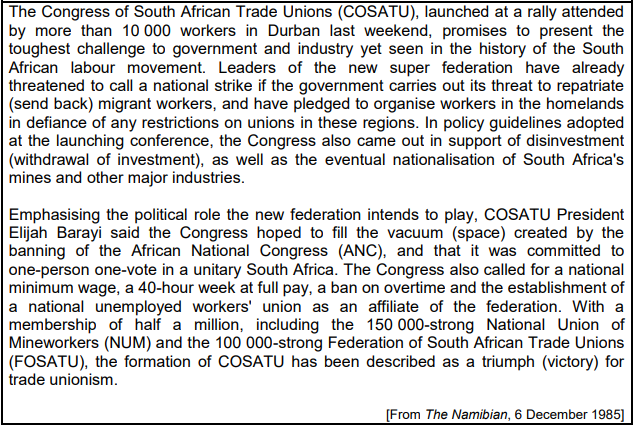 The Congress of South African Trade Unions (COSATU), launched at a rally attended
by more than 10 000 workers in Durban last weekend, promises to present the
toughest challenge to government and industry yet seen in the history of the South
African labour movement. Leaders of the new super federation have already
threatened to call a national strike if the government carries out its threat to repatriate
(send back) migrant workers, and have pledged to organise workers in the homelands
in defiance of any restrictions on unions in these regions. In policy guidelines adopted
at the launching conference, the Congress also came out in support of disinvestment
(withdrawal of investment), as well as the eventual nationalisation of South Africa's
mines and other major industries.

Emphasising the political role the new federation intends to play, COSATU President
Elijah Barayi said the Congress hoped to fill the vacuum (space) created by the
banning of the African National Congress (ANC), and that it was committed to
one-person one-vote in a unitary South Africa. The Congress also called for a national
minimum wage, a 40-hour week at full pay, a ban on overtime and the establishment of
a national unemployed workers' union as an affiliate of the federation. With a
membership of half a million, including the 150 000-strong National Union of
Mineworkers (NUM) and the 100 000-strong Federation of South African Trade Unions
(FOSATU), the formation of COSATU has been described as a triumph (victory) for
trade unionism.

[From The Namibian, 6 December 1985]